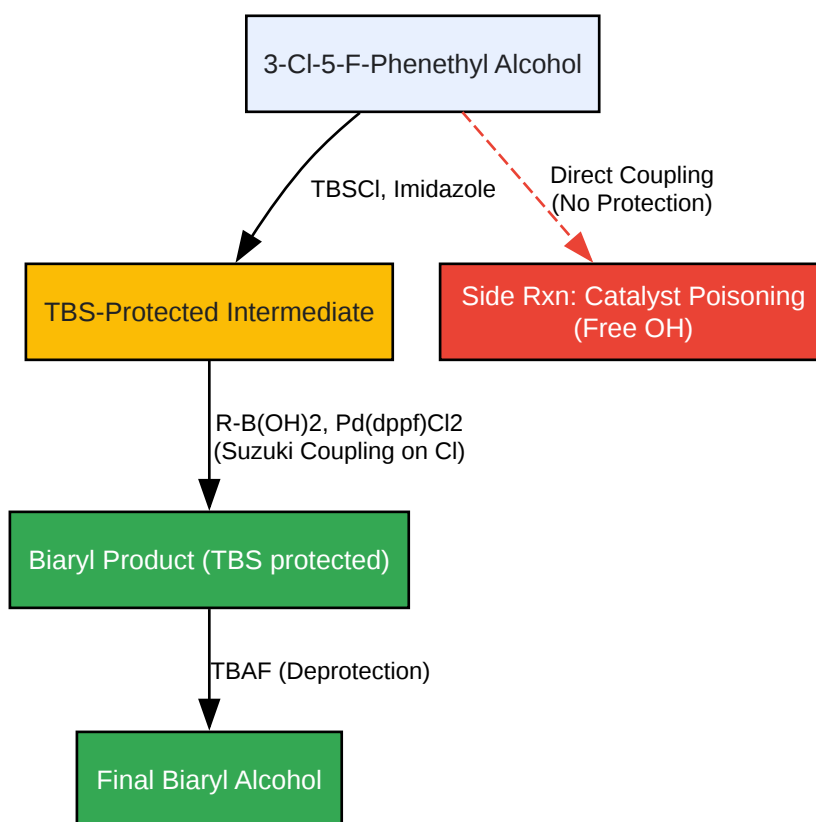 3-Cl-5-F-Phenethyl Alcohol
TBSCl, Imidazole
Direct Coupling
(No Protection)
TBS-Protected Intermediate
Side Rxn: Catalyst Poisoning
(Free OH)
R-B(OH)2, Pd(dppf)Cl2
(Suzuki Coupling on Cl)
Biaryl Product (TBS protected)
TBAF (Deprotection)
Final Biaryl Alcohol